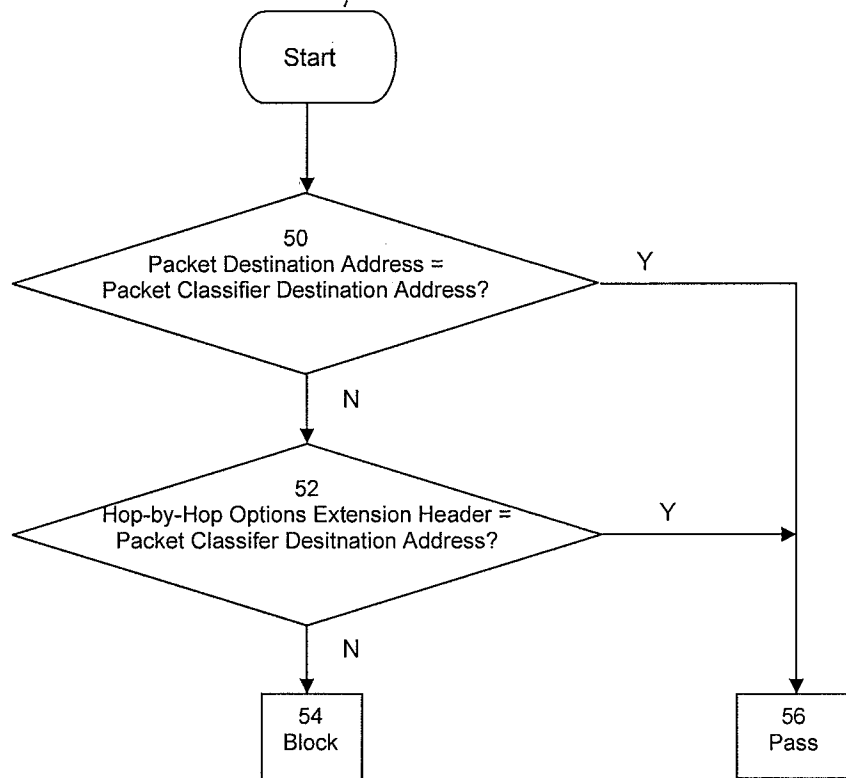 Start
50
Packet Destination Address =
Packet Classifier Destination Address?
Y
N
52
Hop-by-Hop Options Extension Header =
Packet Classifer Desitnation Address?
Y
N
54
Block
56
Pass